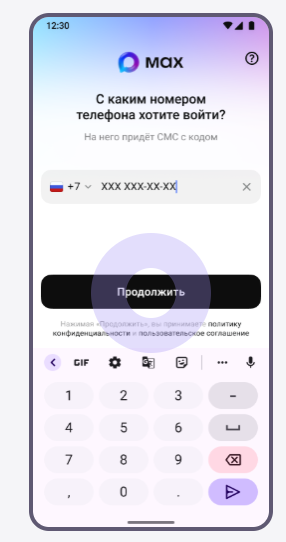 12:30
мах
С каким номером
телефона хотите войти?
На него придёт СМС с кодом
+7 XXX XXX-XX-XX
Продолжить
Нажимая «Продолжить», вы принимаете политику
конфиденциальности и пользовательское соглашение
GIF
1 2 3 -
4 5 6
7 8 9
, 0 .